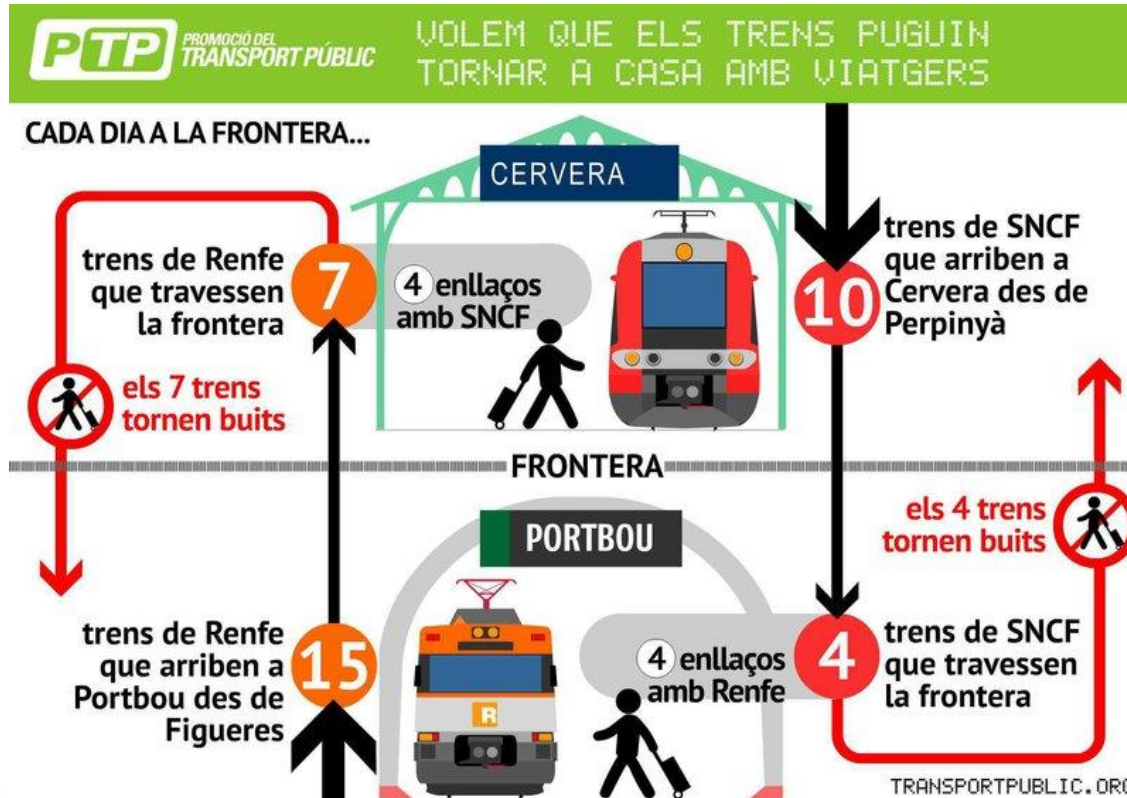 PTP PROMOCIÓ DEL
TRANSPORT PÚBLIC
VOLEM QUE ELS TRENS PUGUIN
TORNAR A CASA AMB VIATGERS
CADA DIA A LA FRONTERA...
CERVERA
trens de Renfe
que travessen
la frontera
7
4 enllaços
amb SNCF
10
trens de SNCF
que arriben a
Cervera des de
Perpinyà
els 7 trens
tornen buits
FRONTERA
PORTBOU
els 4 trens
tornen buits
trens de Renfe
que arriben a
Portbou des de
Figueres
15
R
4 enllaços
amb Renfe
4
trens de SNCF
que travessen
la frontera
TRANSPORTPUBLIC.ORG